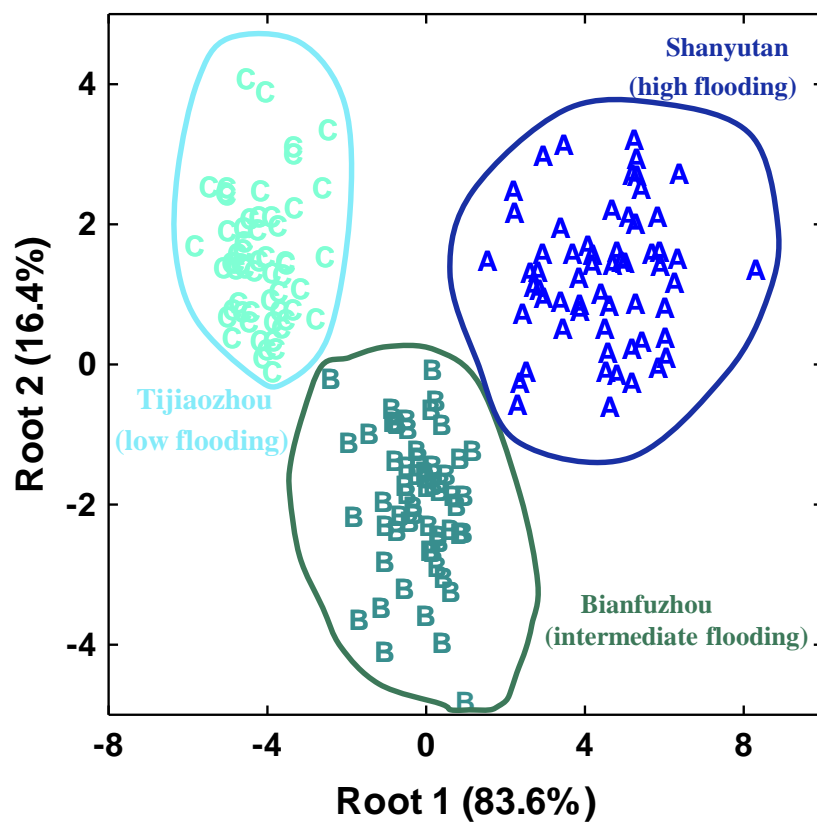 Shanyutan
(high flooding)
Tijiaozhou
(low flooding)
Bianfuzhou
(intermediate flooding)
4
2
0
-2
-4
-8 -4 0 4 8
Root 2 (16.4%)
Root 1 (83.6%)